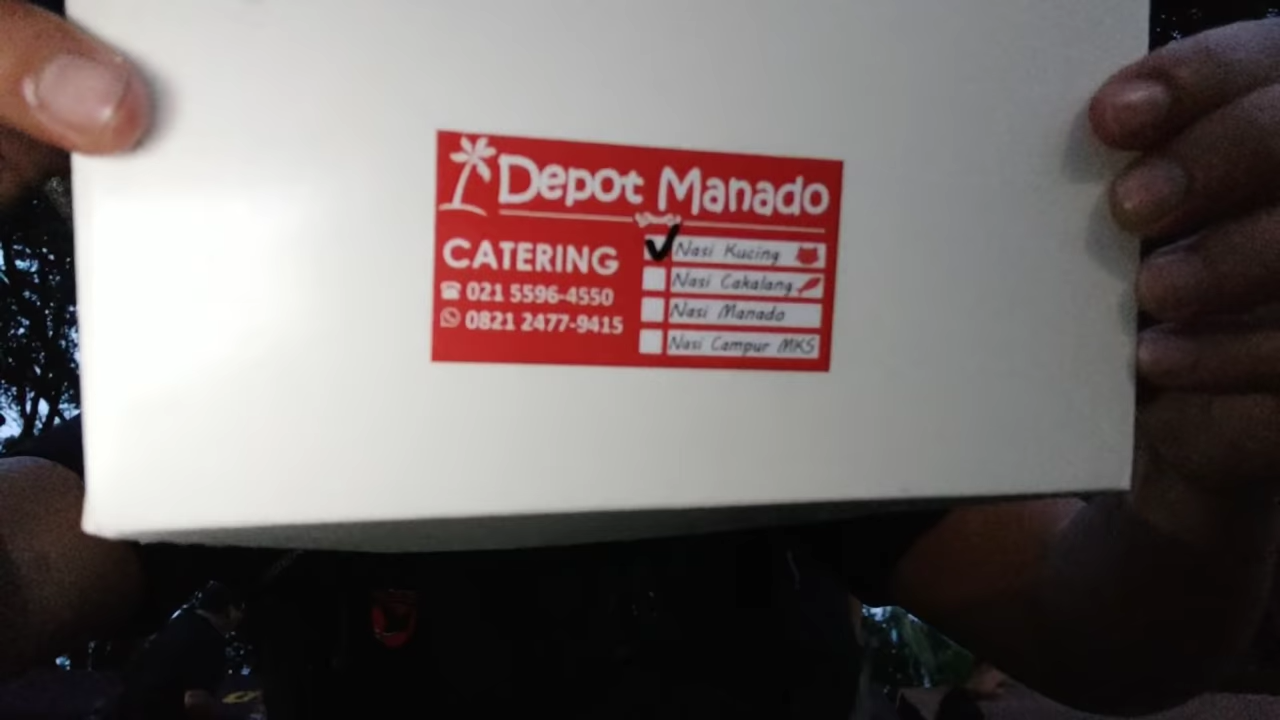 Depot Manado
CATERING
021 5596-4550
0821 2477-9415
Nasi Kucing
Nasi Cakalang
Nasi Manado
Nasi Campur MKS